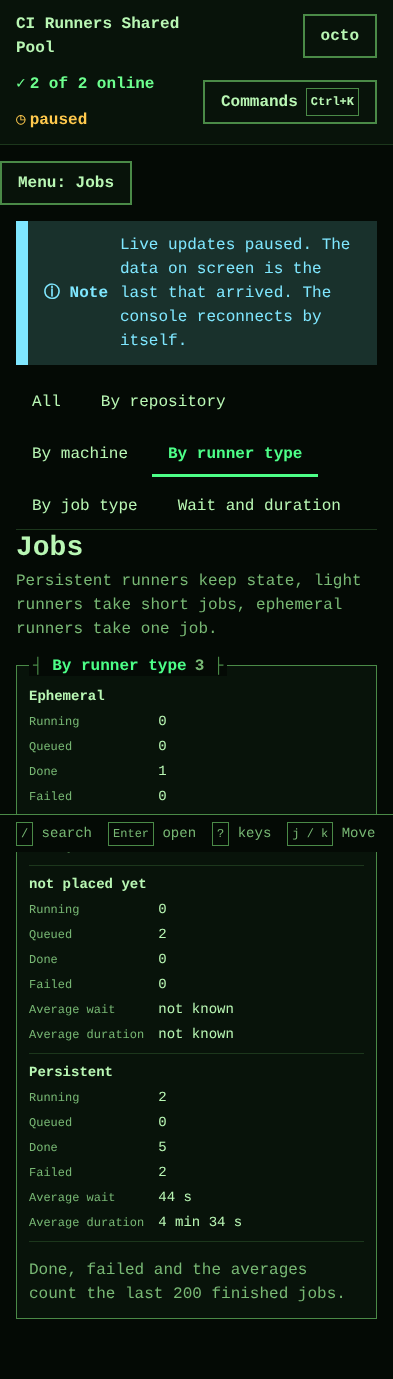 CI Runners Shared Pool
octo
✓ 2 of 2 online
◷ paused
Commands Ctrl+K
Menu: Jobs
ⓘ Note
Live updates paused. The
data on screen is the
last that arrived. The
console reconnects by
itself.
All By repository
By machine By runner type
By job type Wait and duration
Jobs
Persistent runners keep state, light
runners take short jobs, ephemeral
runners take one job.
By runner type 3
Ephemeral
Running 0
Queued 0
Done 1
Failed 0
/ search Enter open ? keys j / k Move
not placed yet
Running 0
Queued 2
Done 0
Failed 0
Average wait not known
Average duration not known
Persistent
Running 2
Queued 0
Done 5
Failed 2
Average wait 44 s
Average duration 4 min 34 s
Done, failed and the averages
count the last 200 finished jobs.